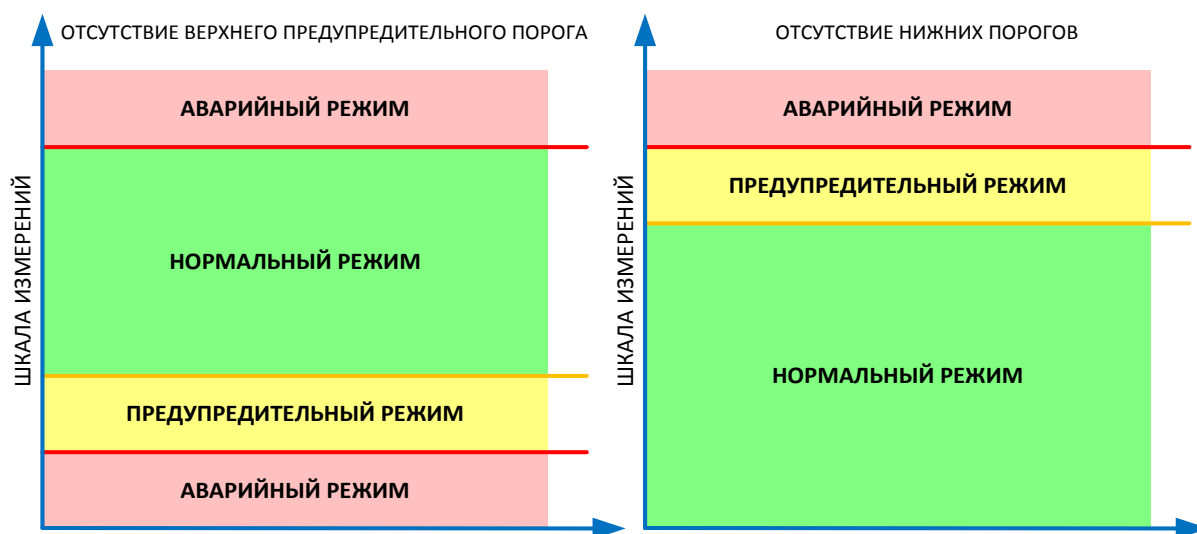 ОТСУТСТВИЕ ВЕРХНЕГО ПРЕДУПРЕДИТЕЛЬНОГО ПОРОГА
ШКАЛА ИЗМЕРЕНИЙ
АВАРИЙНЫЙ РЕЖИМ
НОРМАЛЬНЫЙ РЕЖИМ
ПРЕДУПРЕДИТЕЛЬНЫЙ РЕЖИМ
АВАРИЙНЫЙ РЕЖИМ
ОТСУТСТВИЕ НИЖНИХ ПОРОГОВ
ШКАЛА ИЗМЕРЕНИЙ
АВАРИЙНЫЙ РЕЖИМ
ПРЕДУПРЕДИТЕЛЬНЫЙ РЕЖИМ
НОРМАЛЬНЫЙ РЕЖИМ